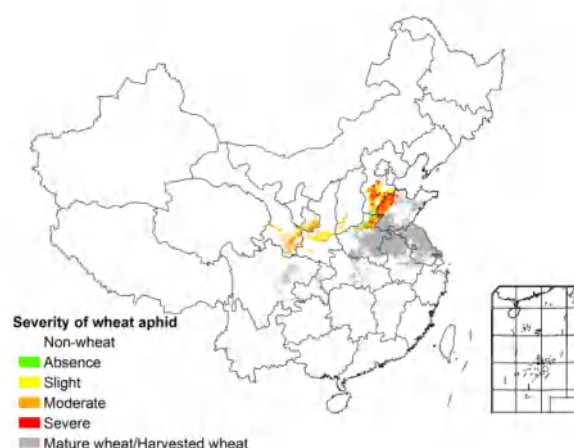 Severity of wheat aphid
Non-wheat
Absence
Slight
Moderate
Severe
Mature wheat/Harvested wheat